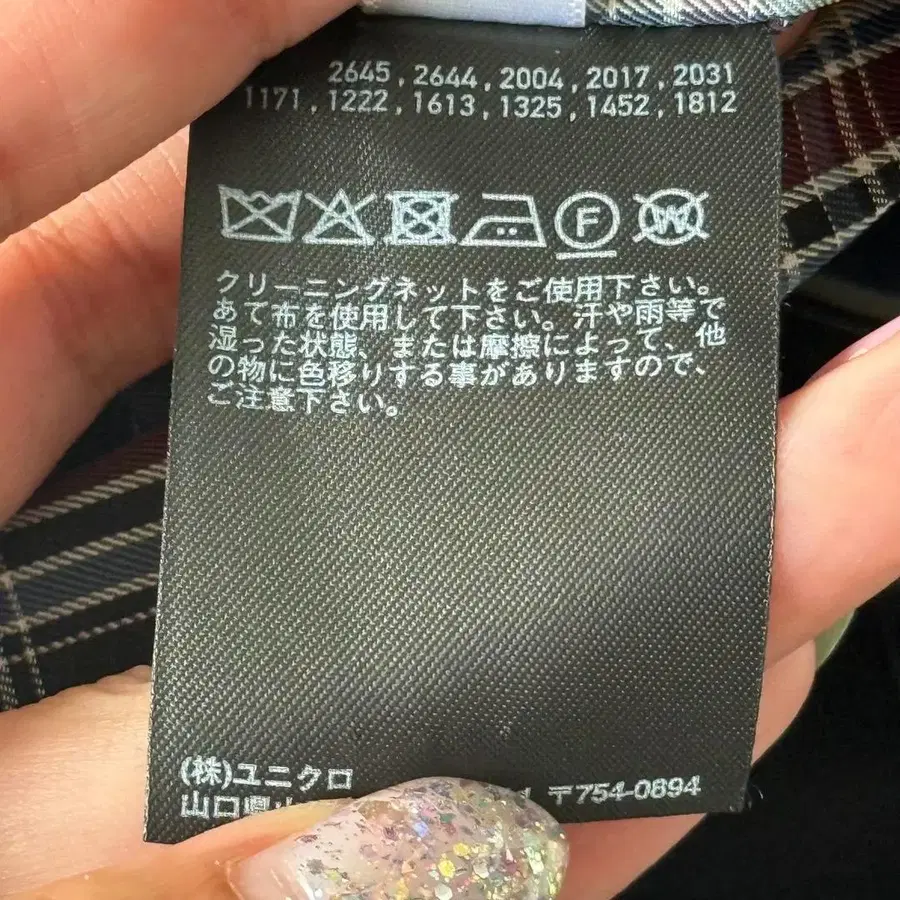 2645 , 2644 , 2004 , 2017 , 2031
1171 , 1222 , 1613 , 1325 , 1452 , 1812
F W
クリーニングネットをご使用下さい。
あて布を使用して下さい。汗や雨等で
湿った状態、または摩擦によって、他
の物に色移りする事がありますので、
ご注意下さい。
(株)ユニクロ
山口県山 〒754-0894